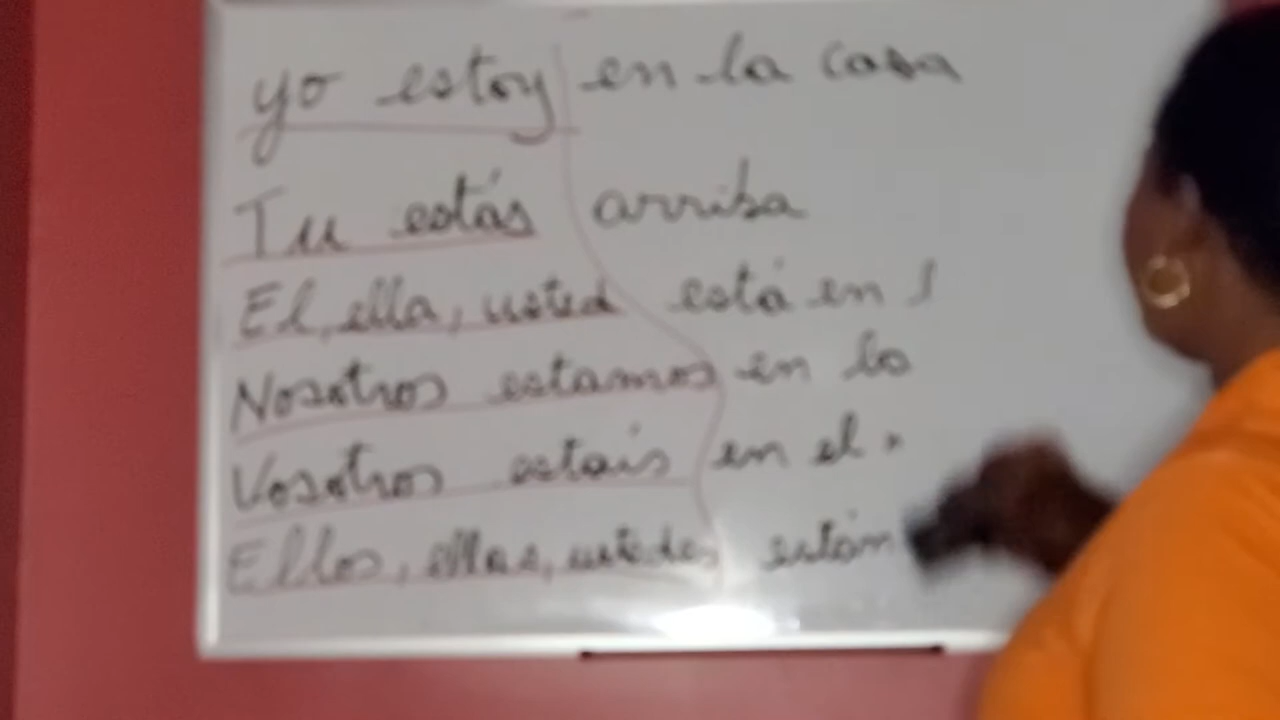 yo estoy en la casa
Tu estás arriba
El, ella, usted está en
Nosotros estamos en lo
Vosotros estais en el
Ellos, ellas, ustedes están